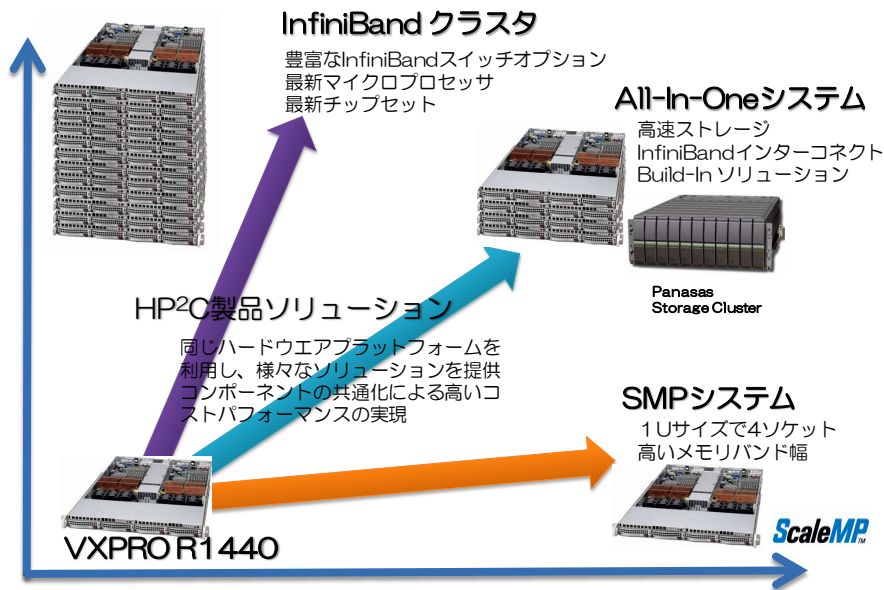 InfiniBand クラスタ
豊富なInfiniBandスイッチオプション
最新マイクロプロセッサ
最新チップセット
All-In-Oneシステム
高速ストレージ
InfiniBandインターコネクト
Build-In ソリューション
Panasas
Storage Cluster
HP²C製品ソリューション
同じハードウエアプラットフォームを
利用し、様々なソリューションを提供
コンポーネントの共通化による高いコ
ストパフォーマンスの実現
SMPシステム
1Uサイズで4ソケット
高いメモリバンド幅
ScaleMP™
VXPRO R1440